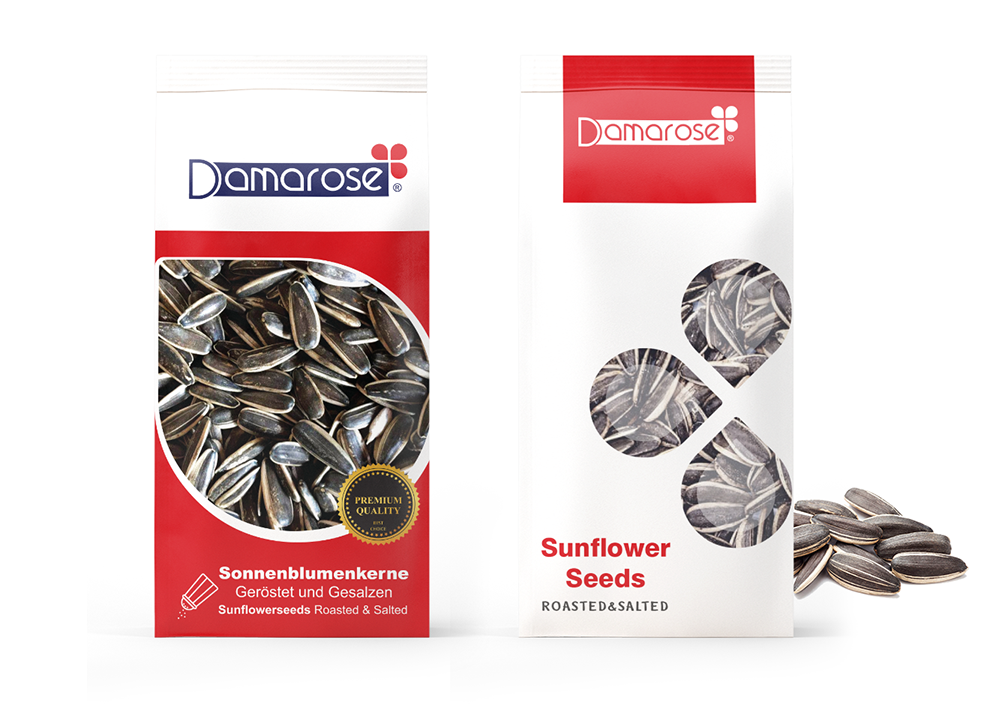 Damarose®
PREMIUM
QUALITY
Sonnenblumenkerne
Geröstet und Gesalzen
Sunflowerseeds Roasted & Salted
Damarose®
Sunflower
Seeds
ROASTED&SALTED